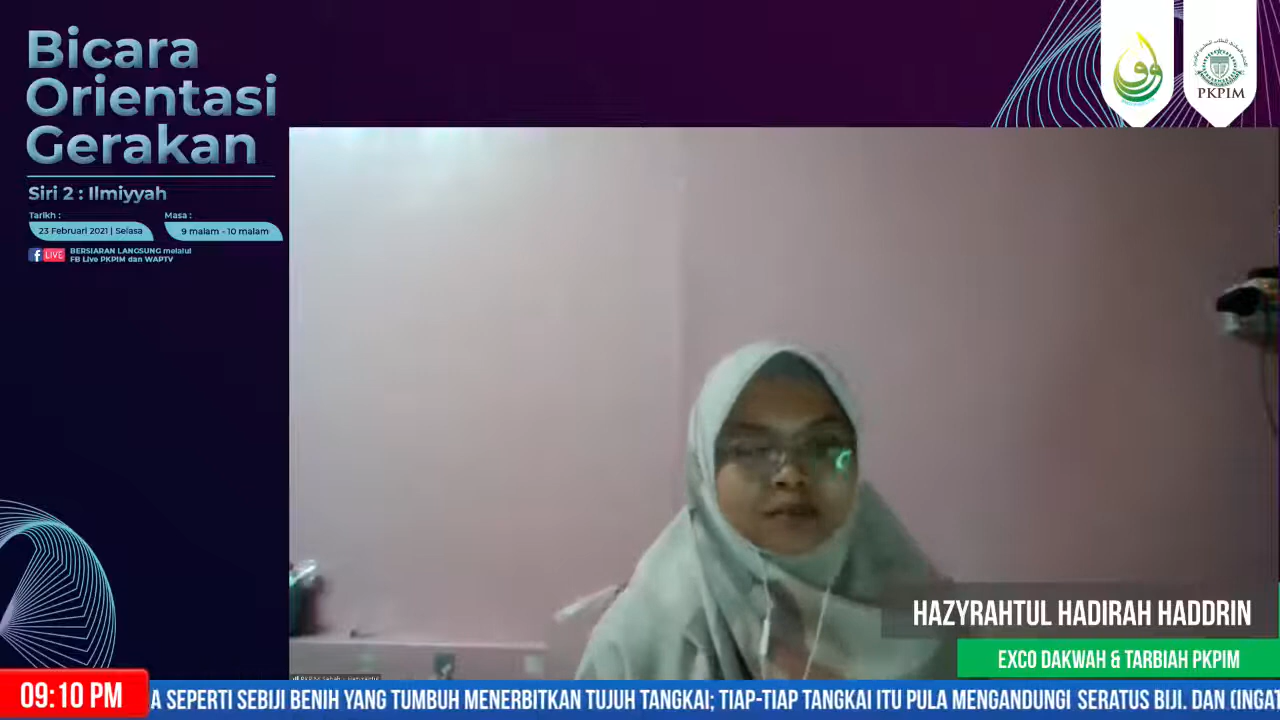 Bicara
Orientasi
Gerakan
Siri 2 : Ilmiyyah
Tarikh :
Masa :
23 Februari 2021 | Selasa
9 malam - 10 malam
LIVE
BERSIARAN LANGSUNG melalui
FB Live PKPIM dan WAPTV
PKPIM
HAZYRAHTUL HADIRAH HADDRIN
EXCO DAKWAH & TARBIAH PKPIM
09:10 PM
A SEPERTI SEBIJI BENIH YANG TUMBUH MENERBITKAN TUJUH TANGKAI; TIAP-TIAP TANGKAI ITU PULA MENGANDUNGI SERATUS BIJI. DAN (INGAT